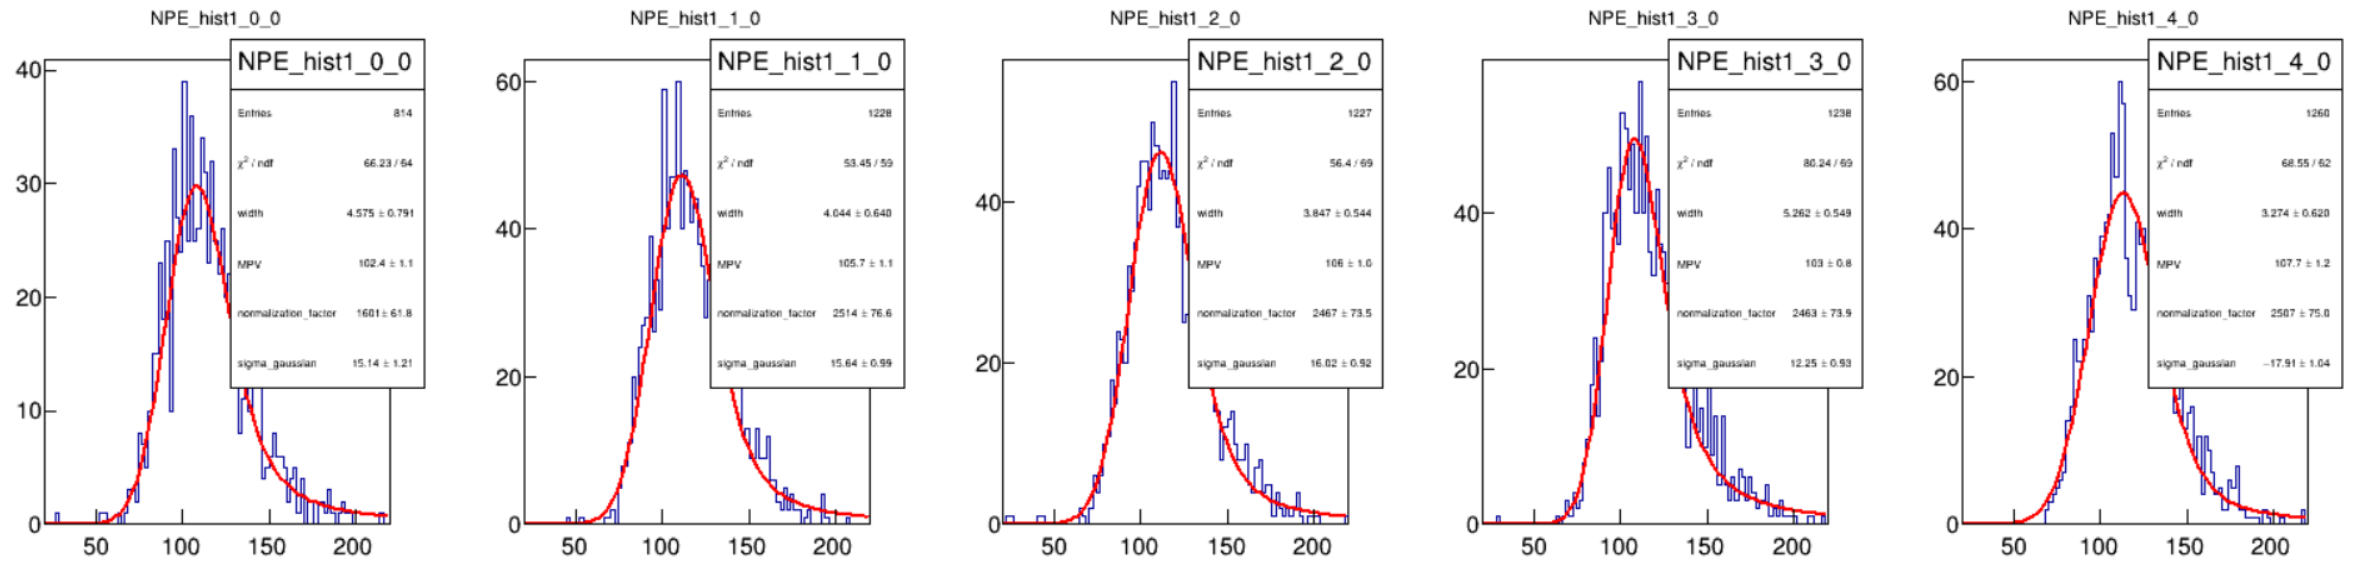 NPE_hist1_0_0
NPE_hist1_0_0
40
30
20
10
0
50 100 150 200
Entries 814
χ² / ndf 66.23 / 64
width 4.575 ± 0.791
MPV 102.4 ± 1.1
normalization_factor 1601 ± 61.8
sigma_gaussian 15.14 ± 1.21
NPE_hist1_1_0
NPE_hist1_1_0
60
40
20
0
50 100 150 200
Entries 1228
χ² / ndf 53.45 / 59
width 4.044 ± 0.640
MPV 105.7 ± 1.1
normalization_factor 2514 ± 76.6
sigma_gaussian 15.64 ± 0.99
NPE_hist1_2_0
NPE_hist1_2_0
40
20
0
50 100 150 200
Entries 1227
χ² / ndf 56.4 / 69
width 3.847 ± 0.544
MPV 106 ± 1.0
normalization_factor 2467 ± 73.5
sigma_gaussian 16.02 ± 0.92
NPE_hist1_3_0
NPE_hist1_3_0
40
20
0
50 100 150 200
Entries 1238
χ² / ndf 80.24 / 69
width 5.262 ± 0.549
MPV 103 ± 0.8
normalization_factor 2463 ± 73.9
sigma_gaussian 12.25 ± 0.93
NPE_hist1_4_0
NPE_hist1_4_0
60
40
20
0
50 100 150 200
Entries 1260
χ² / ndf 68.55 / 62
width 3.274 ± 0.620
MPV 107.7 ± 1.2
normalization_factor 2507 ± 75.0
sigma_gaussian −17.91 ± 1.04